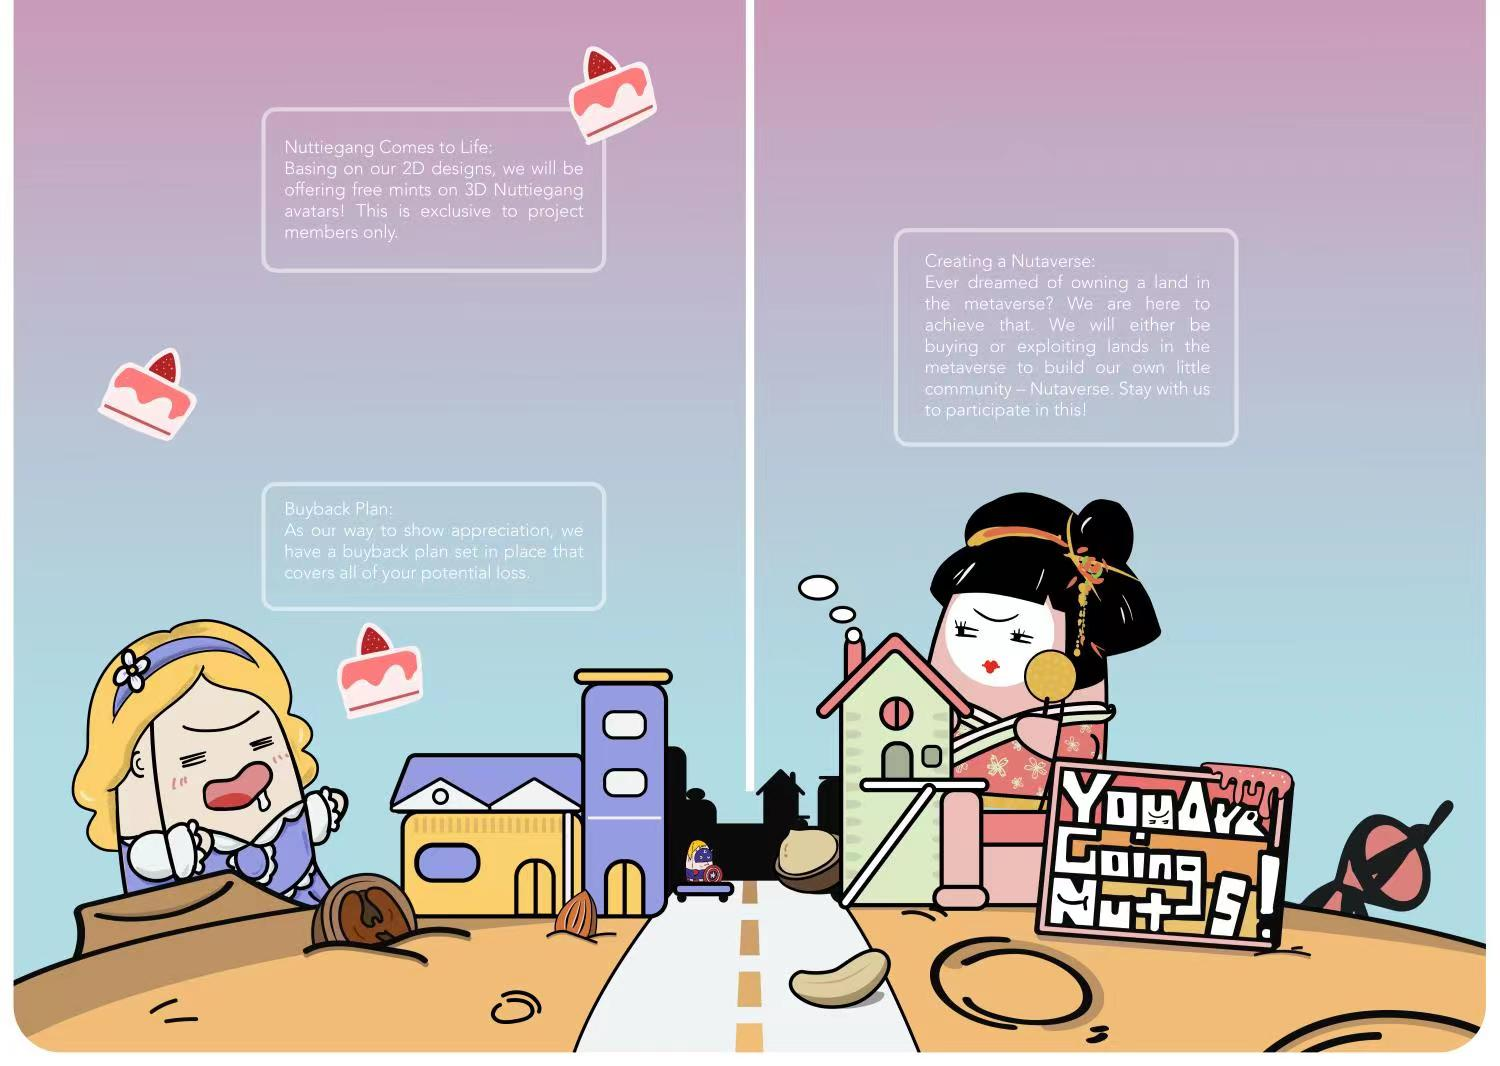 Nuttiegang Comes to Life:
Basing on our 2D designs, we will be
offering free mints on 3D Nuttiegang
avatars! This is exclusive to project
members only.
Buyback Plan:
As our way to show appreciation, we
have a buyback plan set in place that
covers all of your potential loss.
Creating a Nutaverse:
Ever dreamed of owning a land in
the metaverse? We are here to
achieve that. We will either be
buying or exploiting lands in the
metaverse to build our own little
community – Nutaverse. Stay with us
to participate in this!
You Are
Going
Nuts!